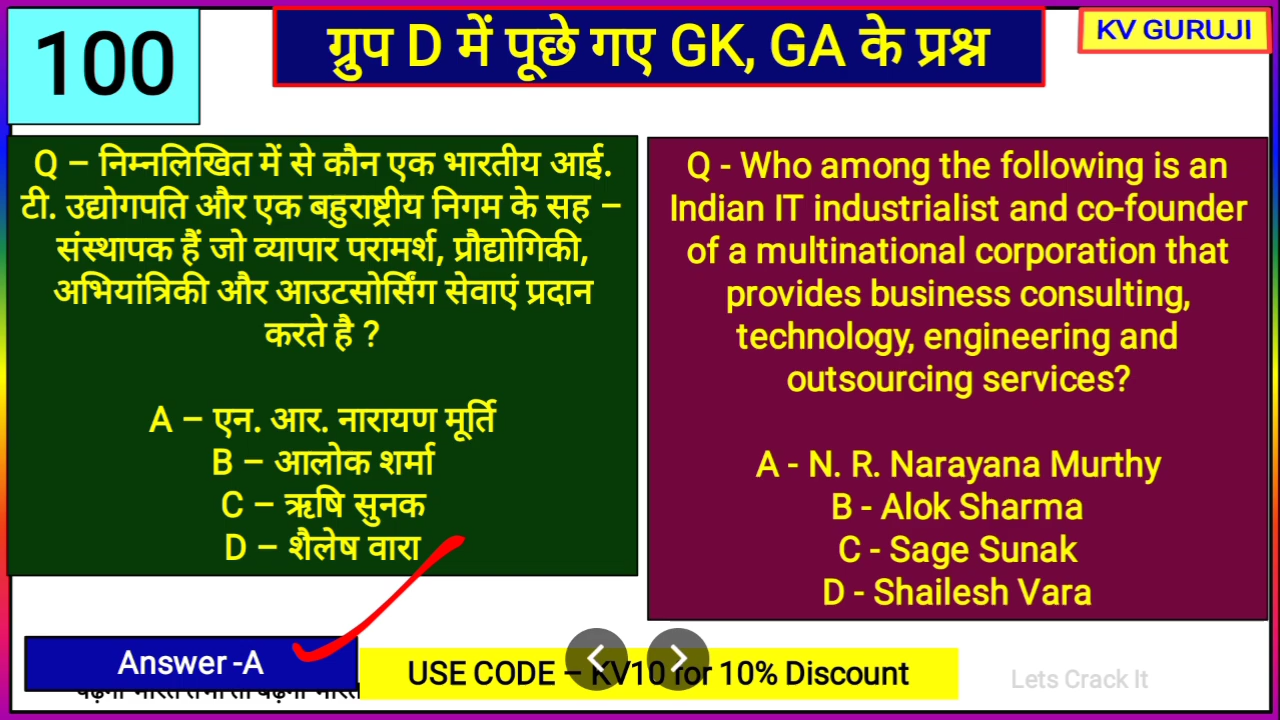 100
ग्रुप D में पूछे गए GK, GA के प्रश्न
KV GURUJI
Q – निम्नलिखित में से कौन एक भारतीय आई.
टी. उद्योगपति और एक बहुराष्ट्रीय निगम के सह –
संस्थापक हैं जो व्यापार परामर्श, प्रौद्योगिकी,
अभियांत्रिकी और आउटसोर्सिंग सेवाएं प्रदान
करते है ?
A – एन. आर. नारायण मूर्ति
B – आलोक शर्मा
C – ऋषि सुनक
D – शैलेष वारा
Q - Who among the following is an
Indian IT industrialist and co-founder
of a multinational corporation that
provides business consulting,
technology, engineering and
outsourcing services?
A - N. R. Narayana Murthy
B - Alok Sharma
C - Sage Sunak
D - Shailesh Vara
Answer -A
USE CODE – KV10 for 10% Discount
Lets Crack It